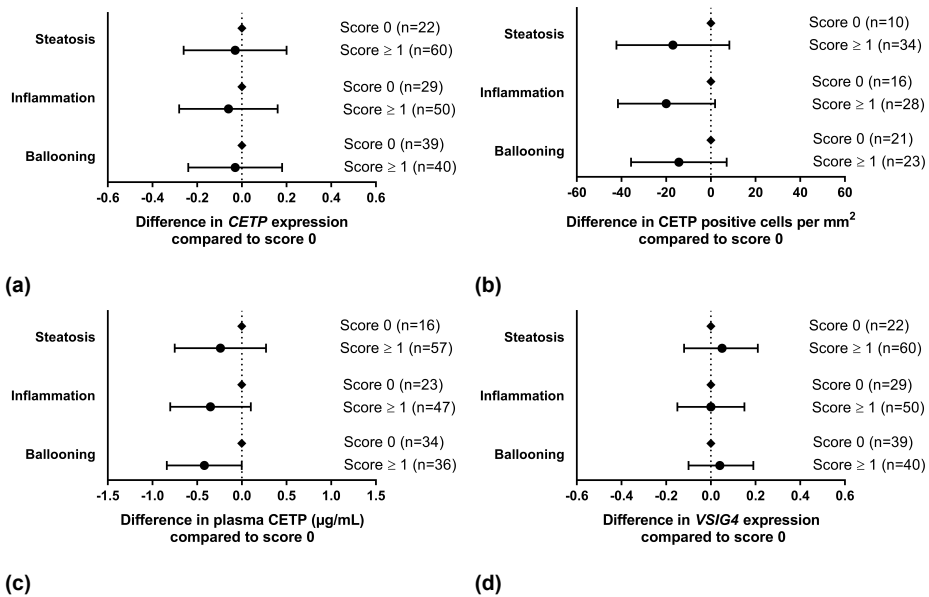 Steatosis
Score 0 (n=22)
Score ≥ 1 (n=60)
Inflammation
Score 0 (n=29)
Score ≥ 1 (n=50)
Ballooning
Score 0 (n=39)
Score ≥ 1 (n=40)
-0.6 -0.4 -0.2 0.0 0.2 0.4 0.6
Difference in CETP expression
compared to score 0
(a)
Steatosis
Score 0 (n=10)
Score ≥ 1 (n=34)
Inflammation
Score 0 (n=16)
Score ≥ 1 (n=28)
Ballooning
Score 0 (n=21)
Score ≥ 1 (n=23)
-60 -40 -20 0 20 40 60
Difference in CETP positive cells per mm²
compared to score 0
(b)
Steatosis
Score 0 (n=16)
Score ≥ 1 (n=57)
Inflammation
Score 0 (n=23)
Score ≥ 1 (n=47)
Ballooning
Score 0 (n=34)
Score ≥ 1 (n=36)
-1.5 -1.0 -0.5 0.0 0.5 1.0 1.5
Difference in plasma CETP (µg/mL)
compared to score 0
(c)
Steatosis
Score 0 (n=22)
Score ≥ 1 (n=60)
Inflammation
Score 0 (n=29)
Score ≥ 1 (n=50)
Ballooning
Score 0 (n=39)
Score ≥ 1 (n=40)
-0.6 -0.4 -0.2 0.0 0.2 0.4 0.6
Difference in VSIG4 expression
compared to score 0
(d)